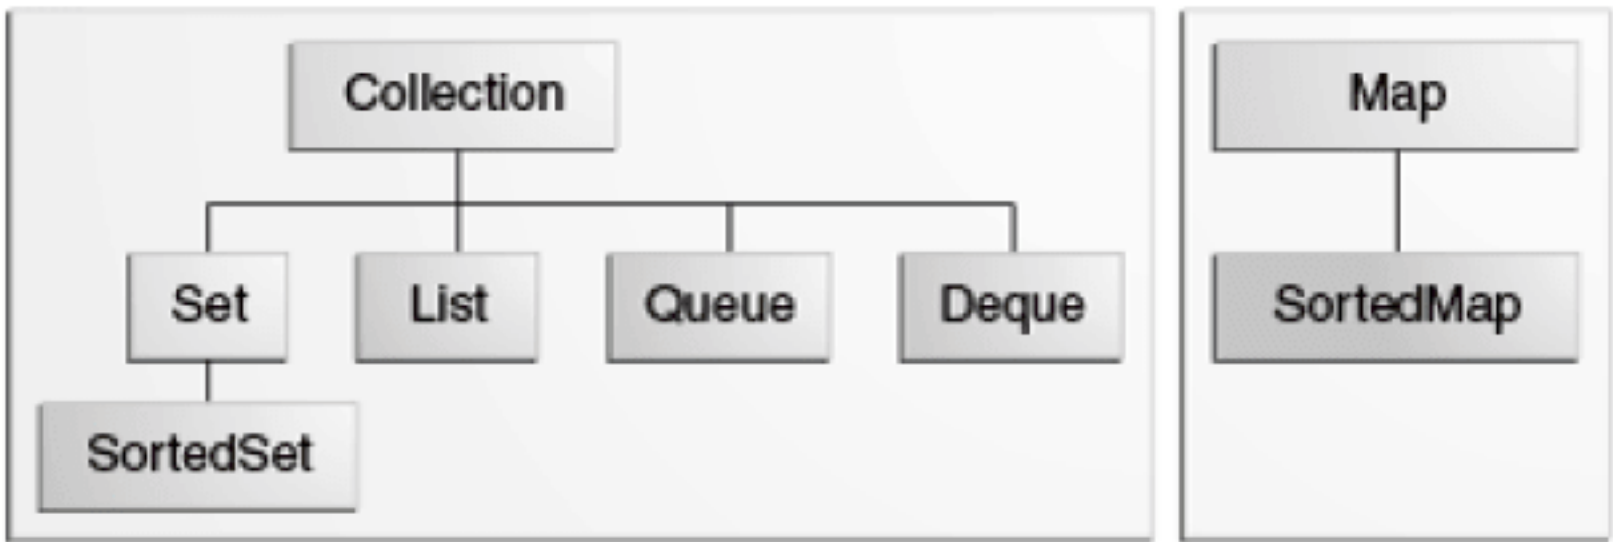 Collection
Map
Set
List
Queue
Deque
SortedMap
SortedSet